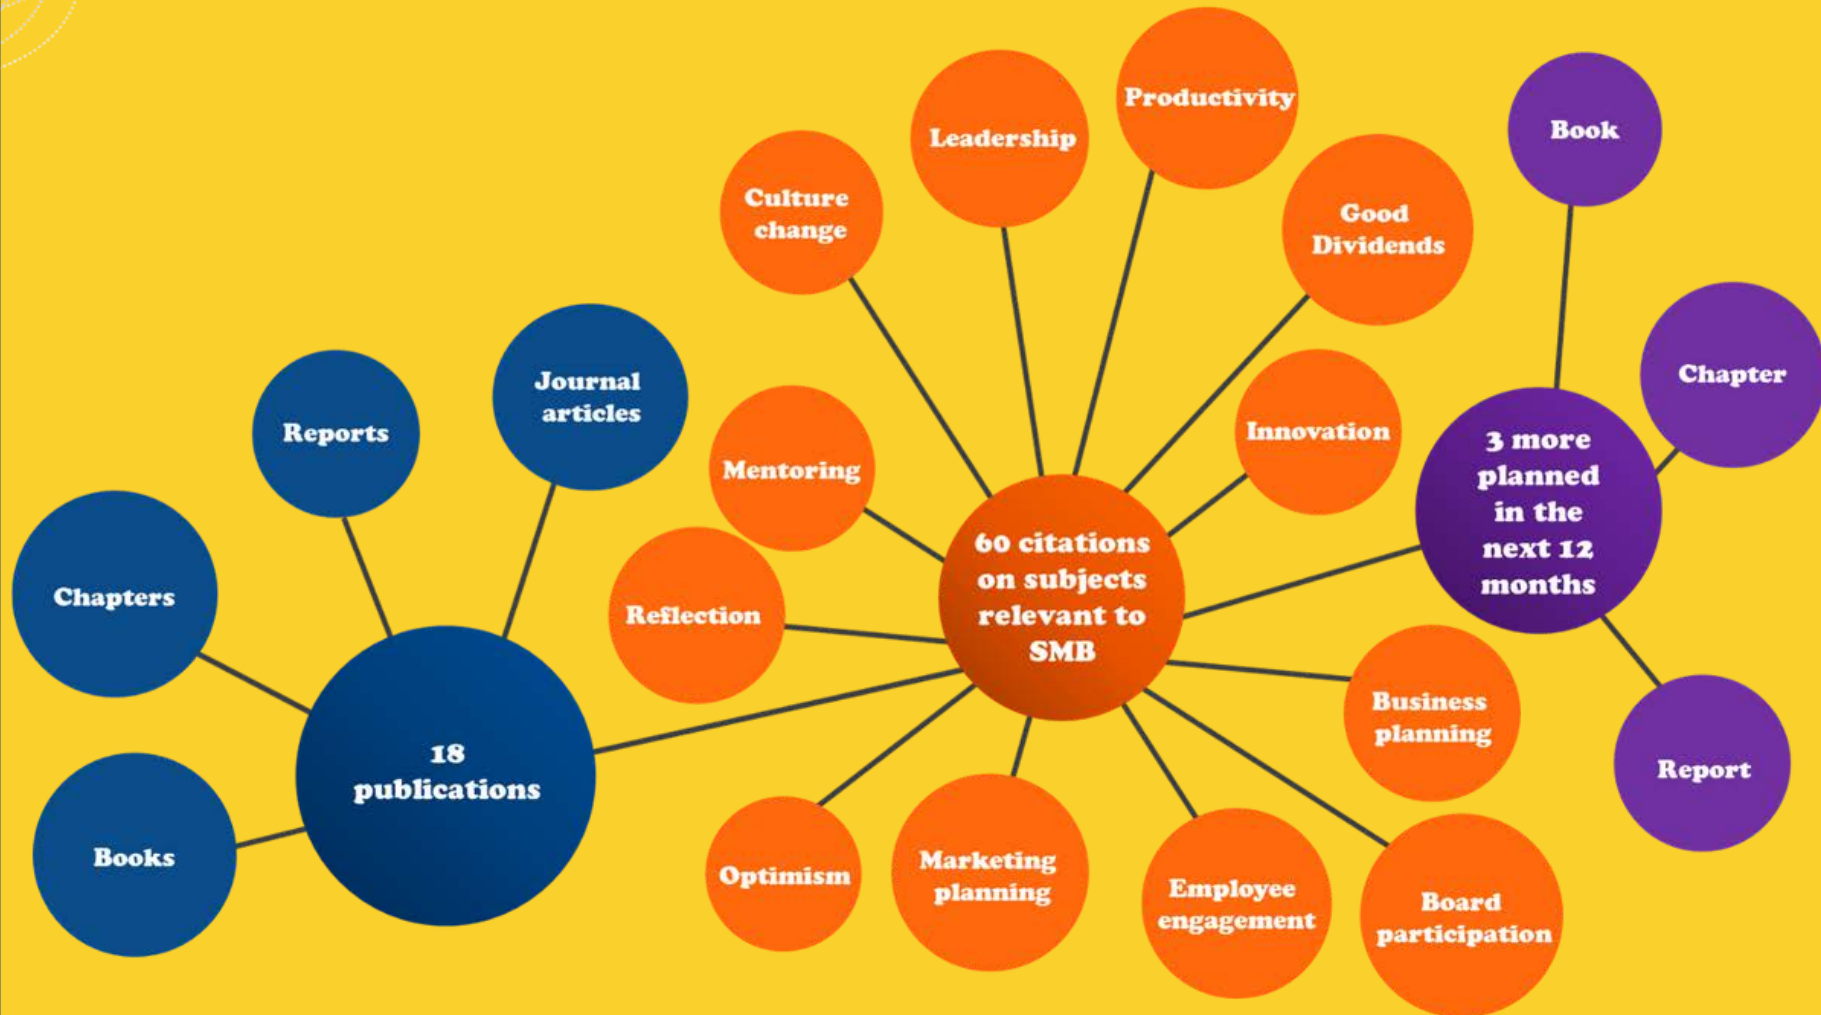 Productivity
Leadership
Book
Culture
change
Good
Dividends
Journal
articles
Reports
Chapter
Innovation
Mentoring
3 more
planned
in the
next 12
months
60 citations
on subjects
relevant to
SMB
Chapters
Reflection
Business
planning
18
publications
Report
Books
Optimism
Marketing
planning
Employee
engagement
Board
participation